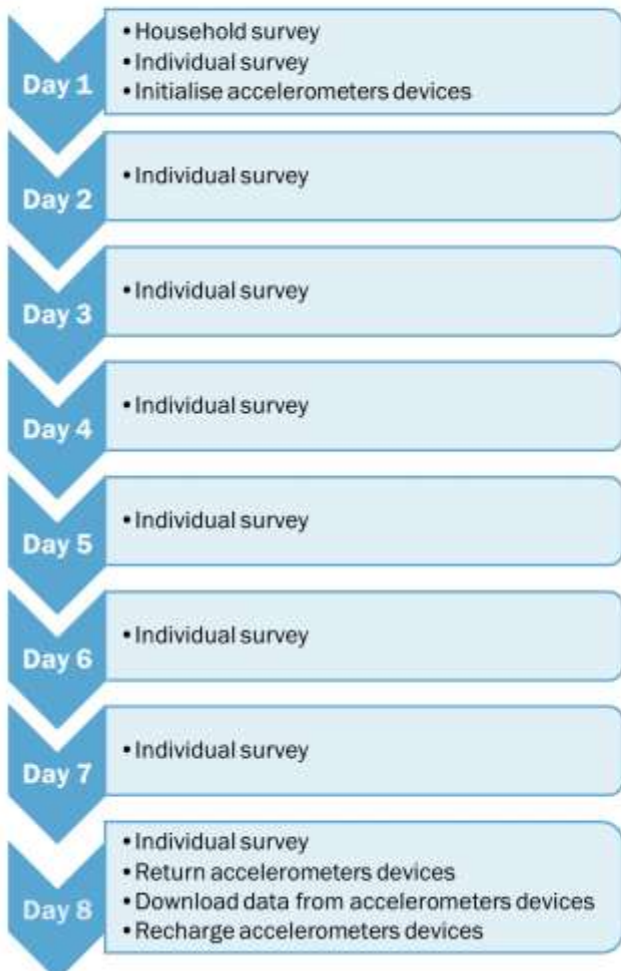 Day 1
•Household survey
•Individual survey
•Initialise accelerometers devices
Day 2
•Individual survey
Day 3
•Individual survey
Day 4
•Individual survey
Day 5
•Individual survey
Day 6
•Individual survey
Day 7
•Individual survey
Day 8
•Individual survey
•Return accelerometers devices
•Download data from accelerometers devices
•Recharge accelerometers devices